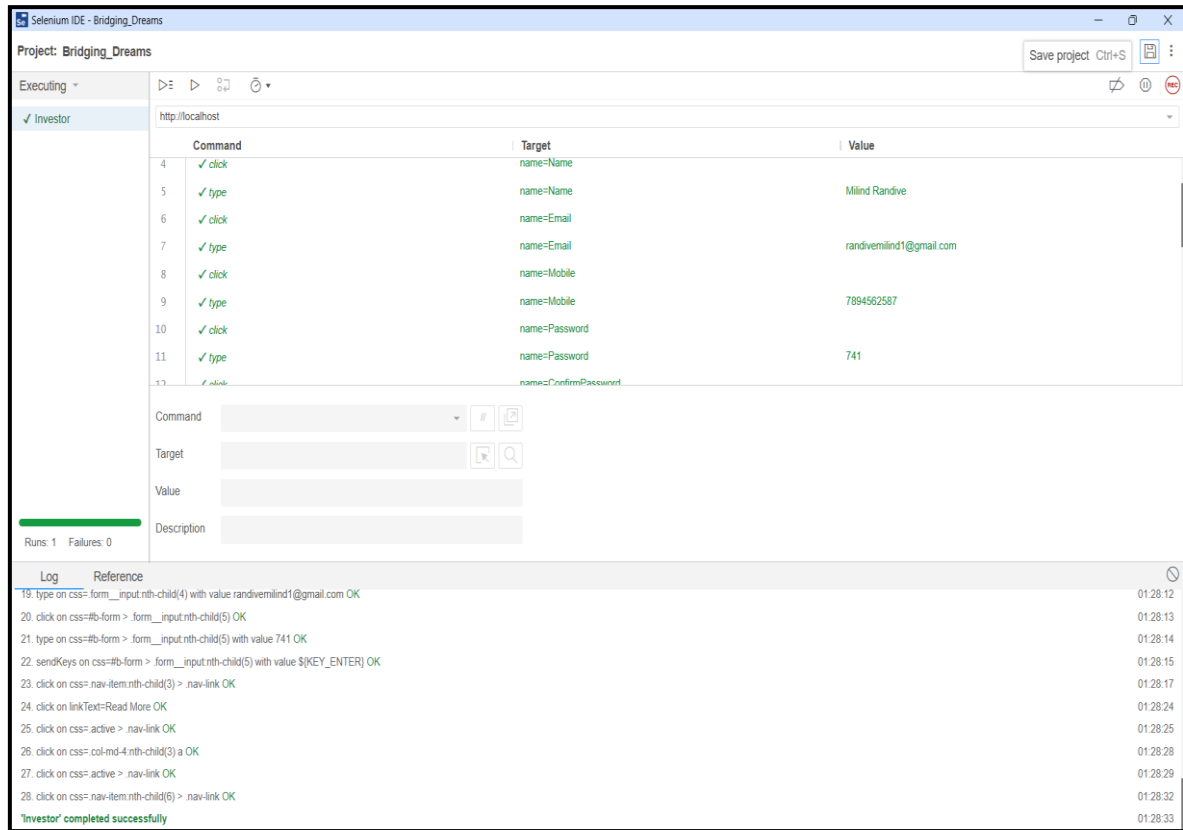 Se Selenium IDE - Bridging_Dreams
Project: Bridging_Dreams
Save project Ctrl+S
Executing
http://localhost
✓ Investor
Command Target Value
4 ✓ click name=Name
5 ✓ type name=Name Milind Randive
6 ✓ click name=Email
7 ✓ type name=Email randivemilind1@gmail.com
8 ✓ click name=Mobile
9 ✓ type name=Mobile 7894562587
10 ✓ click name=Password
11 ✓ type name=Password 741
12 ✓ click name=ConfirmPassword
Command //
Target
Value
Description
Runs: 1 Failures: 0
REC
Log Reference
19. type on css=.form__input:nth-child(4) with value randivemilind1@gmail.com OK 01:28:12
20. click on css=#b-form > .form__input:nth-child(5) OK 01:28:13
21. type on css=#b-form > .form__input:nth-child(5) with value 741 OK 01:28:14
22. sendKeys on css=#b-form > .form__input:nth-child(5) with value ${KEY_ENTER} OK 01:28:15
23. click on css=.nav-item:nth-child(3) > .nav-link OK 01:28:17
24. click on linkText=Read More OK 01:28:24
25. click on css=.active > .nav-link OK 01:28:25
26. click on css=.col-md-4:nth-child(3) a OK 01:28:28
27. click on css=.active > .nav-link OK 01:28:29
28. click on css=.nav-item:nth-child(6) > .nav-link OK 01:28:32
'Investor' completed successfully 01:28:33